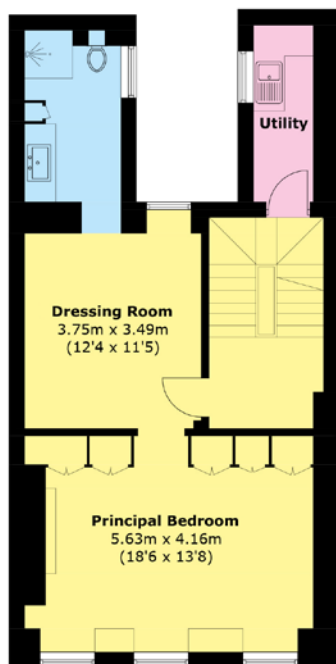 Utility
Dressing Room
3.75m x 3.49m
(12'4 x 11'5)
Principal Bedroom
5.63m x 4.16m
(18'6 x 13'8)